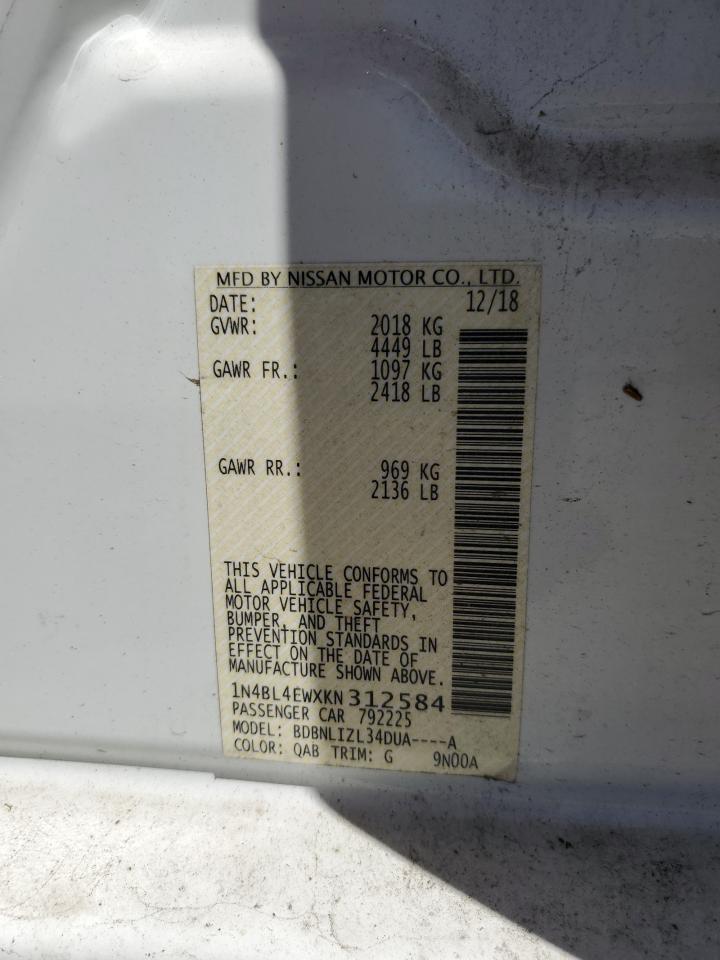 MFD BY NISSAN MOTOR CO., LTD.
DATE: 12/18
GVWR: 2018 KG
4449 LB
GAWR FR.: 1097 KG
2418 LB
GAWR RR.: 969 KG
2136 LB
THIS VEHICLE CONFORMS TO
ALL APPLICABLE FEDERAL
MOTOR VEHICLE SAFETY,
BUMPER, AND THEFT
PREVENTION STANDARDS IN
EFFECT ON THE DATE OF
MANUFACTURE SHOWN ABOVE.
1N4BL4EWXKN312584
PASSENGER CAR 792225
MODEL: BDBNLIZL34DUA----A
COLOR: QAB TRIM: G 9N00A